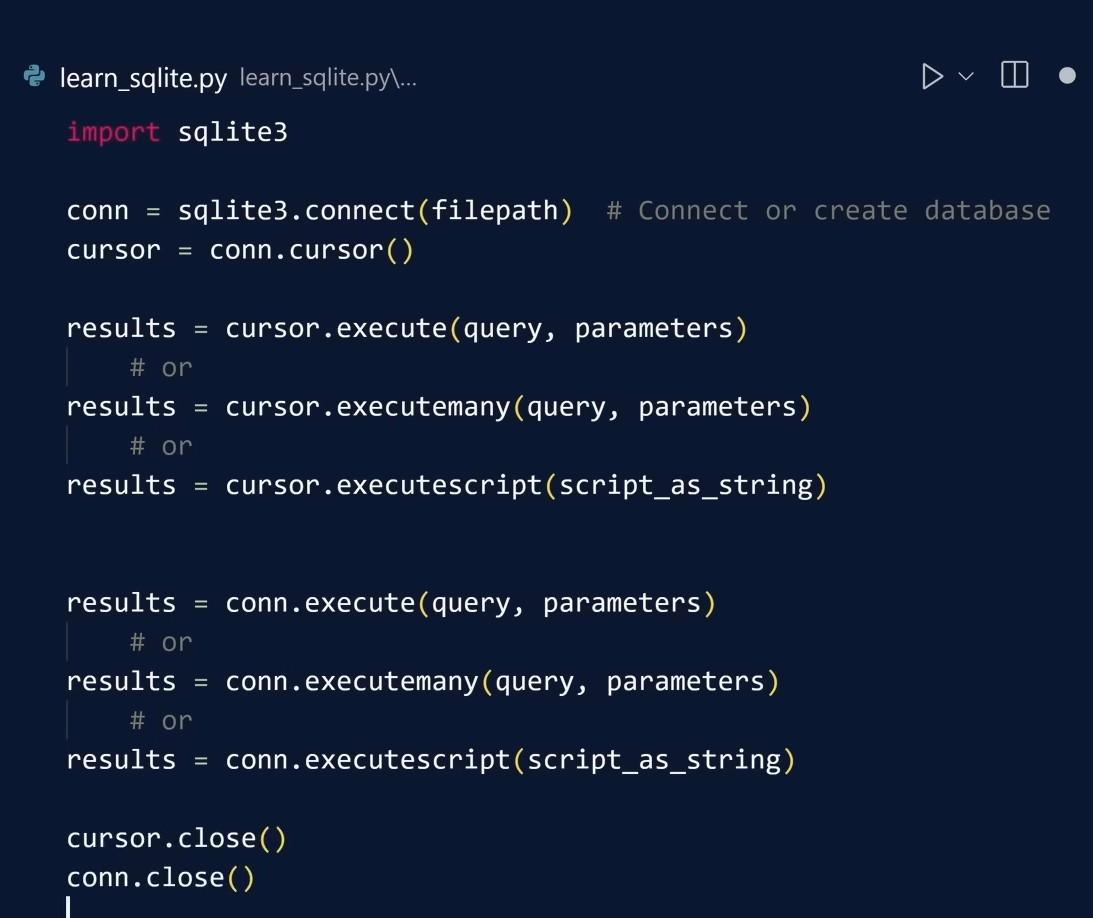 learn_sqlite.py learn_sqlite.py\...
import sqlite3
conn = sqlite3.connect(filepath)  # Connect or create database
cursor = conn.cursor()
results = cursor.execute(query, parameters)
# or
results = cursor.executemany(query, parameters)
# or
results = cursor.executescript(script_as_string)
results = conn.execute(query, parameters)
# or
results = conn.executemany(query, parameters)
# or
results = conn.executescript(script_as_string)
cursor.close()
conn.close()